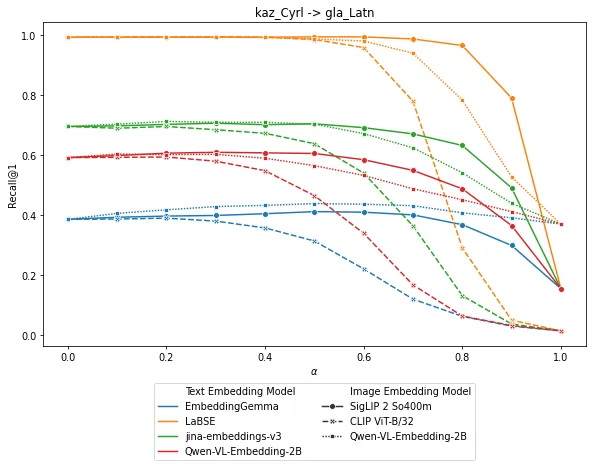 kaz_Cyrl -> gla_Latn
Recall@1
1.0
0.8
0.6
0.4
0.2
0.0
0.0 0.2 0.4 0.6 0.8 1.0
α
Text Embedding Model Image Embedding Model
EmbeddingGemma SigLIP 2 So400m
LaBSE CLIP ViT-B/32
jina-embeddings-v3 Qwen-VL-Embedding-2B
Qwen-VL-Embedding-2B